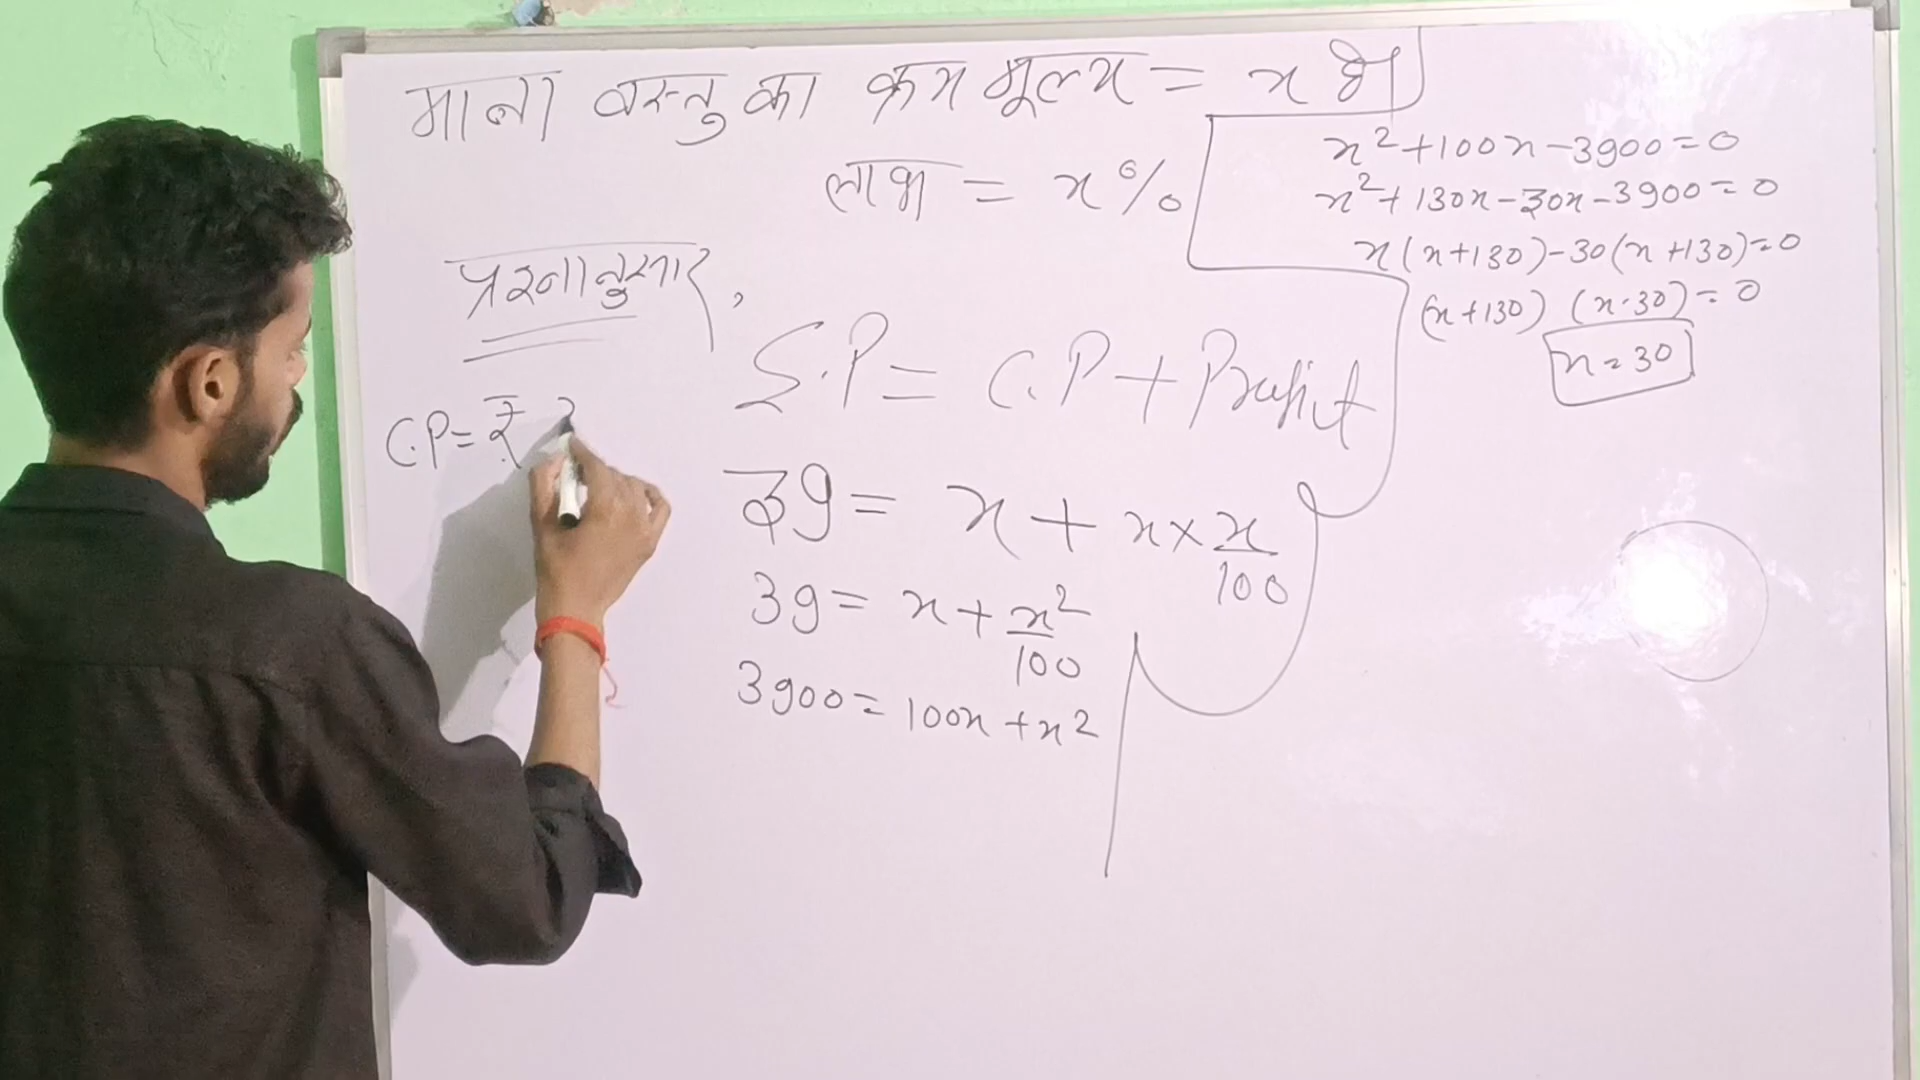 माना वस्तु का क्रय मूल्य = x ₹
लाभ = x%
प्रश्नानुसार,
S.P = C.P + Profit
39 = x + x × x/100
39 = x + x²/100
3900 = 100x + x²
x² + 100x - 3900 = 0
x² + 130x - 30x - 3900 = 0
x(x + 130) - 30(x + 130) = 0
(x + 130) (x - 30) = 0
x = 30
C.P = ₹